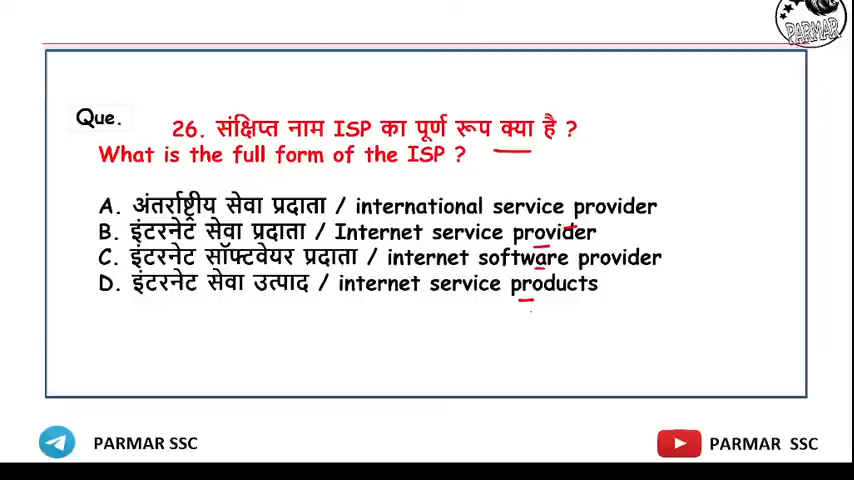 PARMAR
Que.
26. संक्षिप्त नाम ISP का पूर्ण रूप क्या है ?
What is the full form of the ISP ?
A. अंतर्राष्ट्रीय सेवा प्रदाता / international service provider
B. इंटरनेट सेवा प्रदाता / Internet service provider
C. इंटरनेट सॉफ्टवेयर प्रदाता / internet software provider
D. इंटरनेट सेवा उत्पाद / internet service products
PARMAR SSC
PARMAR SSC